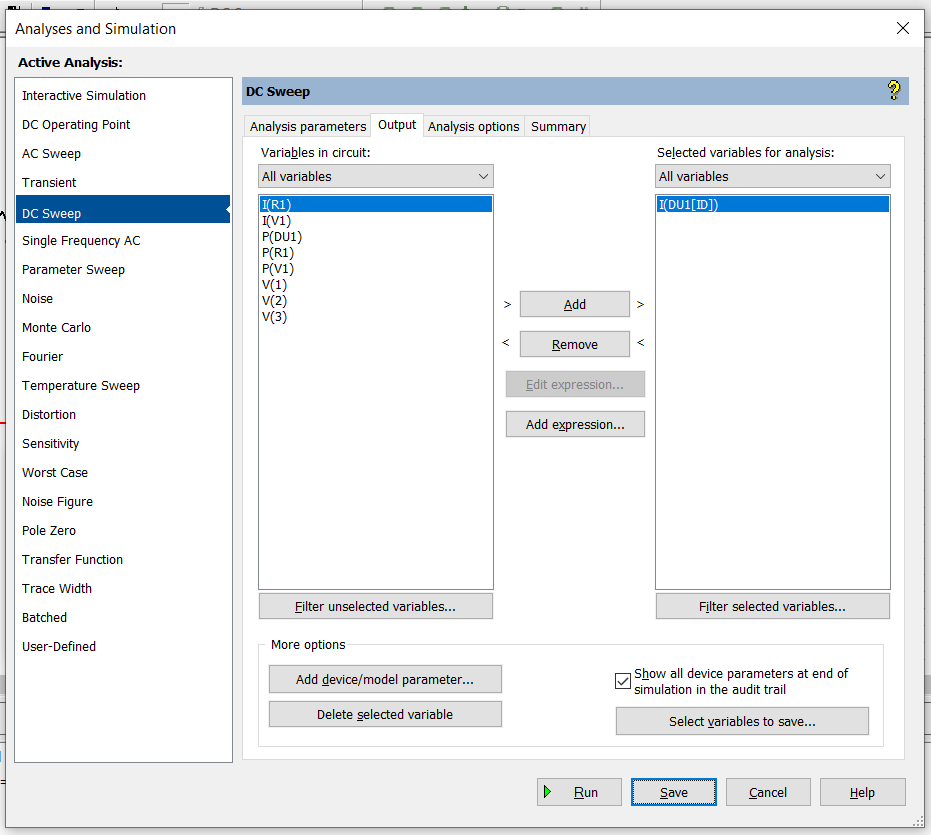 Analyses and Simulation
Active Analysis:
Interactive Simulation
DC Operating Point
AC Sweep
Transient
DC Sweep
Single Frequency AC
Parameter Sweep
Noise
Monte Carlo
Fourier
Temperature Sweep
Distortion
Sensitivity
Worst Case
Noise Figure
Pole Zero
Transfer Function
Trace Width
Batched
User-Defined
DC Sweep
?
Analysis parameters Output Analysis options Summary
Variables in circuit:
All variables
I(R1)
I(V1)
P(DU1)
P(R1)
P(V1)
V(1)
V(2)
V(3)
Filter unselected variables...
> Add >
< Remove <
Edit expression...
Add expression...
Selected variables for analysis:
All variables
I(DU1[ID])
Filter selected variables...
More options
Add device/model parameter...
Delete selected variable
Show all device parameters at end of
simulation in the audit trail
Select variables to save...
Run Save Cancel Help